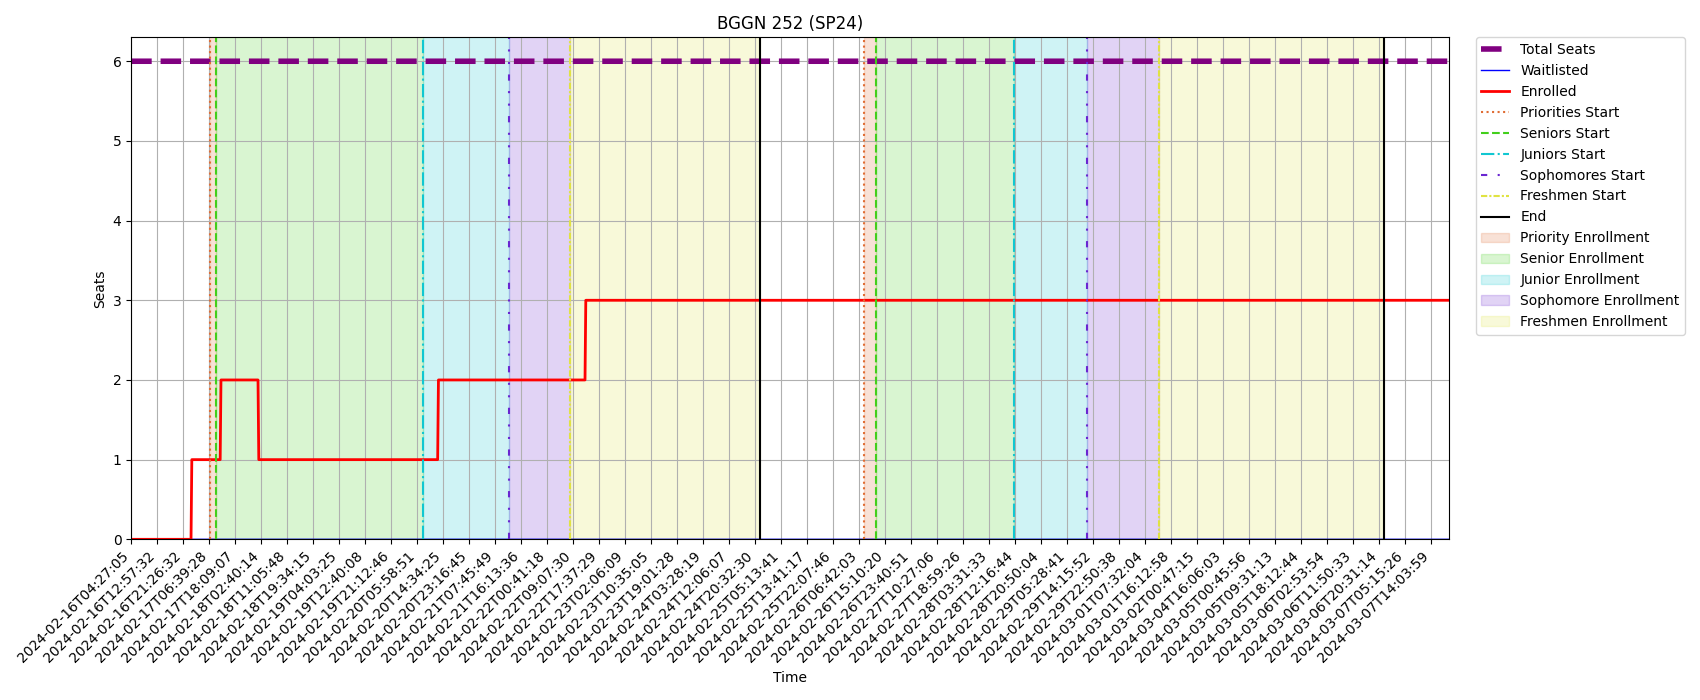 BGGN 252 (SP24)
Seats
6
5
4
3
2
1
0
2024-02-16T04:27:05
2024-02-16T12:57:32
2024-02-16T21:26:32
2024-02-17T06:39:28
2024-02-17T18:09:07
2024-02-18T02:40:14
2024-02-18T11:05:48
2024-02-18T19:34:15
2024-02-19T04:03:25
2024-02-19T12:40:08
2024-02-19T21:12:46
2024-02-20T05:58:51
2024-02-20T14:34:25
2024-02-20T23:16:45
2024-02-21T07:45:49
2024-02-21T16:13:36
2024-02-22T00:41:18
2024-02-22T09:07:30
2024-02-22T17:37:29
2024-02-23T02:06:09
2024-02-23T10:35:05
2024-02-23T19:01:28
2024-02-24T03:28:19
2024-02-24T12:06:07
2024-02-24T20:32:30
2024-02-25T05:13:41
2024-02-25T13:41:17
2024-02-25T22:07:46
2024-02-26T06:42:03
2024-02-26T15:10:20
2024-02-26T23:40:51
2024-02-27T10:27:06
2024-02-27T18:59:26
2024-02-28T03:31:33
2024-02-28T12:16:44
2024-02-28T20:50:04
2024-02-29T05:28:41
2024-02-29T14:15:52
2024-02-29T22:50:38
2024-03-01T07:32:04
2024-03-01T16:12:58
2024-03-02T00:47:15
2024-03-04T16:06:03
2024-03-05T00:45:56
2024-03-05T09:31:13
2024-03-05T18:12:44
2024-03-06T02:53:54
2024-03-06T11:50:33
2024-03-06T20:31:14
2024-03-07T05:15:26
2024-03-07T14:03:59
Time
Total Seats
Waitlisted
Enrolled
Priorities Start
Seniors Start
Juniors Start
Sophomores Start
Freshmen Start
End
Priority Enrollment
Senior Enrollment
Junior Enrollment
Sophomore Enrollment
Freshmen Enrollment